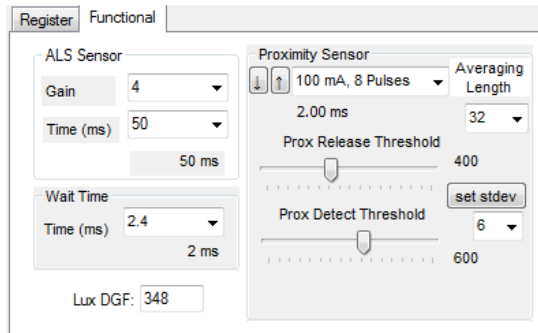 Register
Functional
ALS Sensor
Gain
4
Time (ms)
50
50 ms
Wait Time
Time (ms)
2.4
2 ms
Lux DGF:
348
Proximity Sensor
↓ ↑ 100 mA, 8 Pulses
Averaging
Length
2.00 ms
32
Prox Release Threshold
400
set stdev
Prox Detect Threshold
6
600